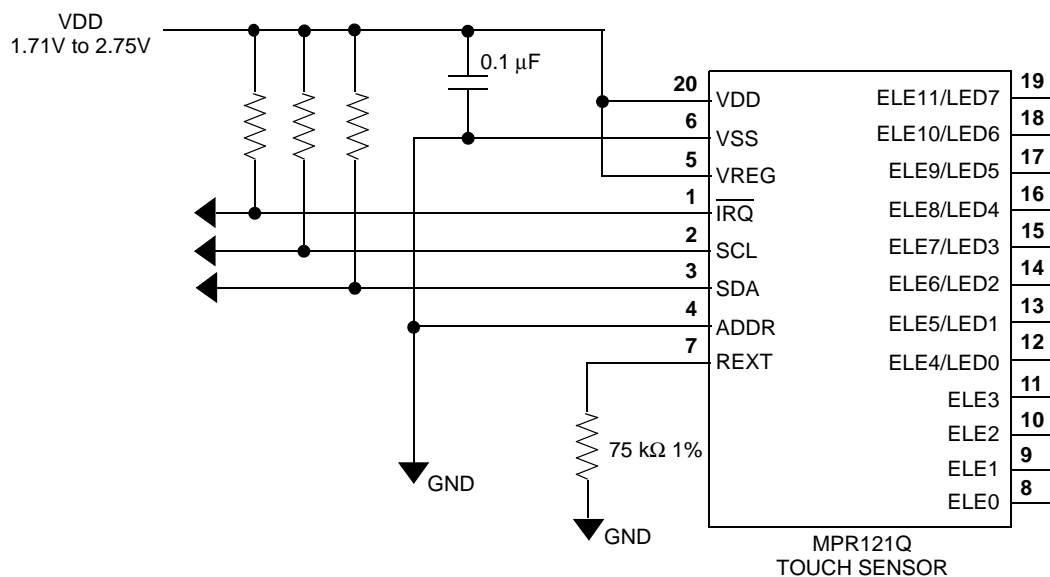 VDD
1.71V to 2.75V
0.1 μF
20
VDD
6
VSS
5
VREG
1
IRQ
2
SCL
3
SDA
4
ADDR
7
REXT
75 kΩ 1%
GND
GND
ELE11/LED7
19
ELE10/LED6
18
ELE9/LED5
17
ELE8/LED4
16
ELE7/LED3
15
ELE6/LED2
14
ELE5/LED1
13
ELE4/LED0
12
ELE3
11
ELE2
10
ELE1
9
ELE0
8
MPR121Q
TOUCH SENSOR